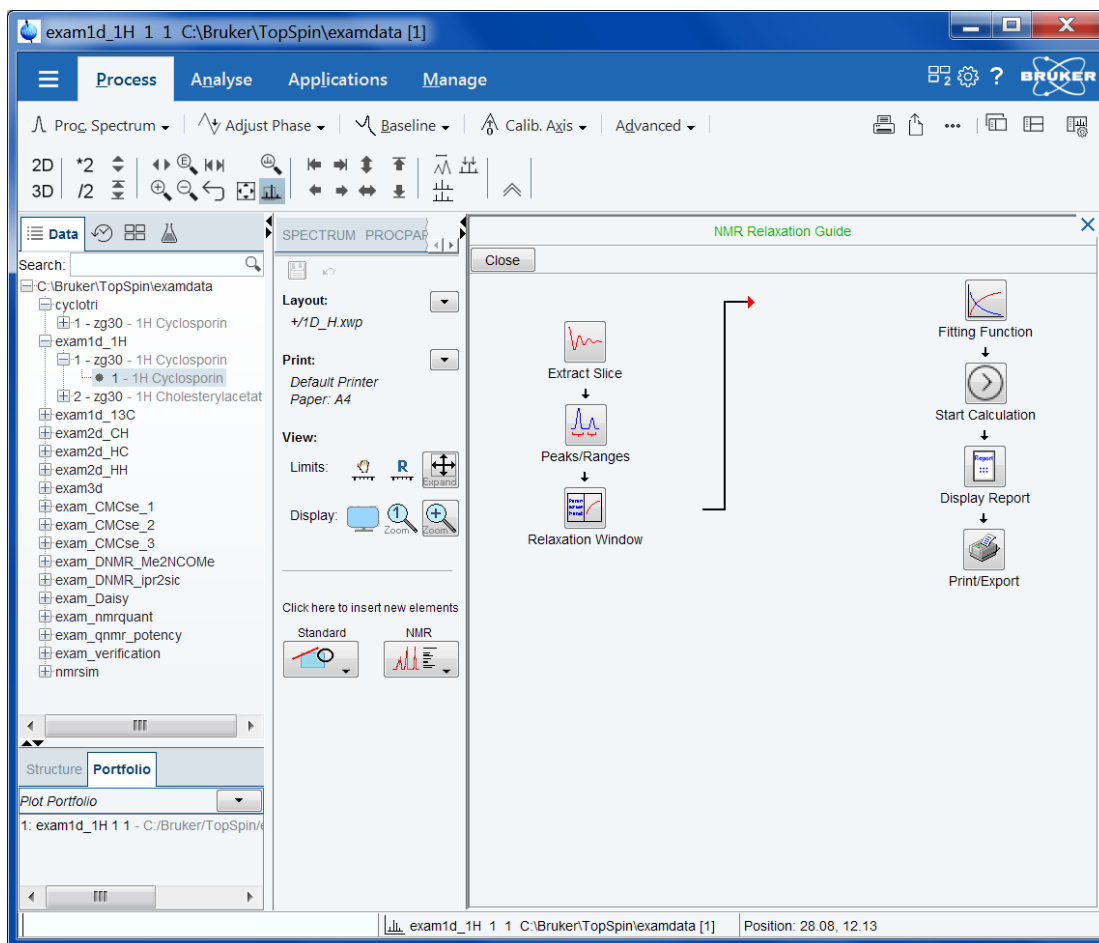 exam1d_1H 1 1 C:\Bruker\TopSpin\examdata [1]
Process Analyse Applications Manage
2 ? BRUKER
Proc. Spectrum Adjust Phase Baseline Calib. Axis Advanced
2D *2 E
3D /2
Data
Search:
C:\Bruker\TopSpin\examdata
cyclotri
1 - zg30 - 1H Cyclosporin
exam1d_1H
1 - zg30 - 1H Cyclosporin
1 - 1H Cyclosporin
2 - zg30 - 1H Cholesterylacetat
exam1d_13C
exam2d_CH
exam2d_HC
exam2d_HH
exam3d
exam_CMCse_1
exam_CMCse_2
exam_CMCse_3
exam_DNMR_Me2NCOMe
exam_DNMR_ipr2sic
exam_Daisy
exam_nmrquant
exam_qnmr_potency
exam_verification
nmrsim
Structure Portfolio
Plot Portfolio
1: exam1d_1H 1 1 - C:/Bruker/TopSpin/e
SPECTRUM PROCPAR
Layout:
+/1D_H.xwp
Print:
Default Printer
Paper: A4
View:
Limits: R Expand
Display: 1 Zoom Zoom
Click here to insert new elements
Standard NMR
NMR Relaxation Guide
Close
Extract Slice
Peaks/Ranges
Relaxation Window
Fitting Function
Start Calculation
Report
Display Report
Print/Export
exam1d_1H 1 1 C:\Bruker\TopSpin\examdata [1] Position: 28.08, 12.13